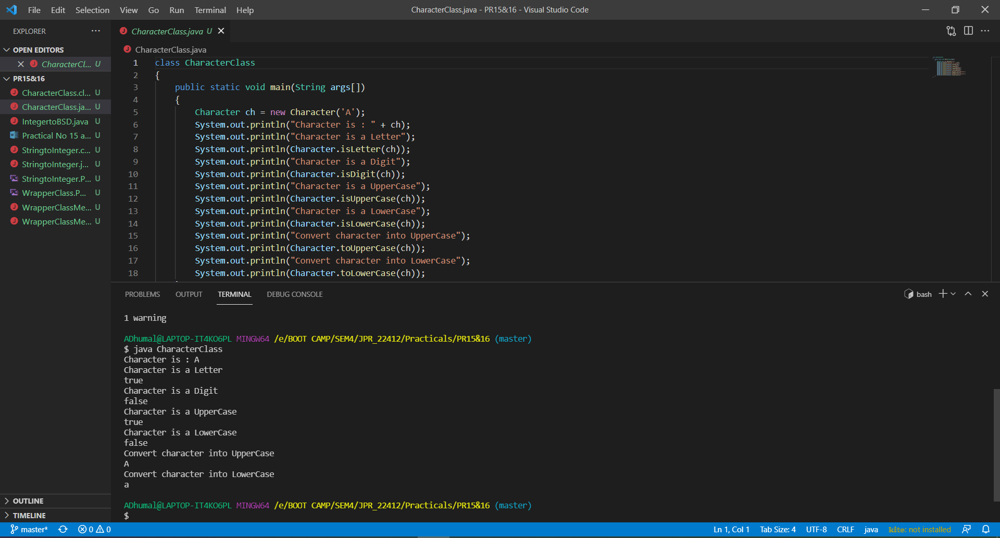 File Edit Selection View Go Run Terminal Help CharacterClass.java - PR15&16 - Visual Studio Code
EXPLORER
OPEN EDITORS
CharacterCl... U
PR15&16
CharacterClass.cl... U
CharacterClass.ja... U
IntegertoBSD.java U
Practical No 15 a... U
StringtoInteger.c... U
StringtoInteger.j... U
StringtoInteger.P... U
WrapperClass.P... U
WrapperClassMe... U
WrapperClassMe... U
OUTLINE
TIMELINE
CharacterClass.java U
CharacterClass.java
1 class CharacterClass
2 {
3 public static void main(String args[])
4 {
5 Character ch = new Character('A');
6 System.out.println("Character is : " + ch);
7 System.out.println("Character is a Letter");
8 System.out.println(Character.isLetter(ch));
9 System.out.println("Character is a Digit");
10 System.out.println(Character.isDigit(ch));
11 System.out.println("Character is a UpperCase");
12 System.out.println(Character.isUpperCase(ch));
13 System.out.println("Character is a LowerCase");
14 System.out.println(Character.isLowerCase(ch));
15 System.out.println("Convert character into UpperCase");
16 System.out.println(Character.toUpperCase(ch));
17 System.out.println("Convert character into LowerCase");
18 System.out.println(Character.toLowerCase(ch));
PROBLEMS OUTPUT TERMINAL DEBUG CONSOLE bash
1 warning
ADhumal@LAPTOP-IT4KO6PL MINGW64 /e/BOOT CAMP/SEM4/JPR_22412/Practicals/PR15&16 (master)
$ java CharacterClass
Character is : A
Character is a Letter
true
Character is a Digit
false
Character is a UpperCase
true
Character is a LowerCase
false
Convert character into UpperCase
A
Convert character into LowerCase
a
ADhumal@LAPTOP-IT4KO6PL MINGW64 /e/BOOT CAMP/SEM4/JPR_22412/Practicals/PR15&16 (master)
$
master* 0 0 Ln 1, Col 1 Tab Size: 4 UTF-8 CRLF java kite: not installed